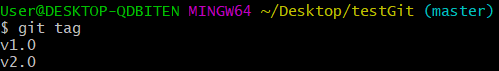 User@DESKTOP-QDBITEN MINGW64 ~/Desktop/testGit (master)
$ git tag
v1.0
v2.0